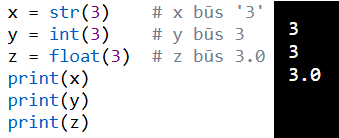 x = str(3)    # x būs '3'
y = int(3)    # y būs 3
z = float(3)  # z būs 3.0
print(x)
print(y)
print(z)
3
3
3.0